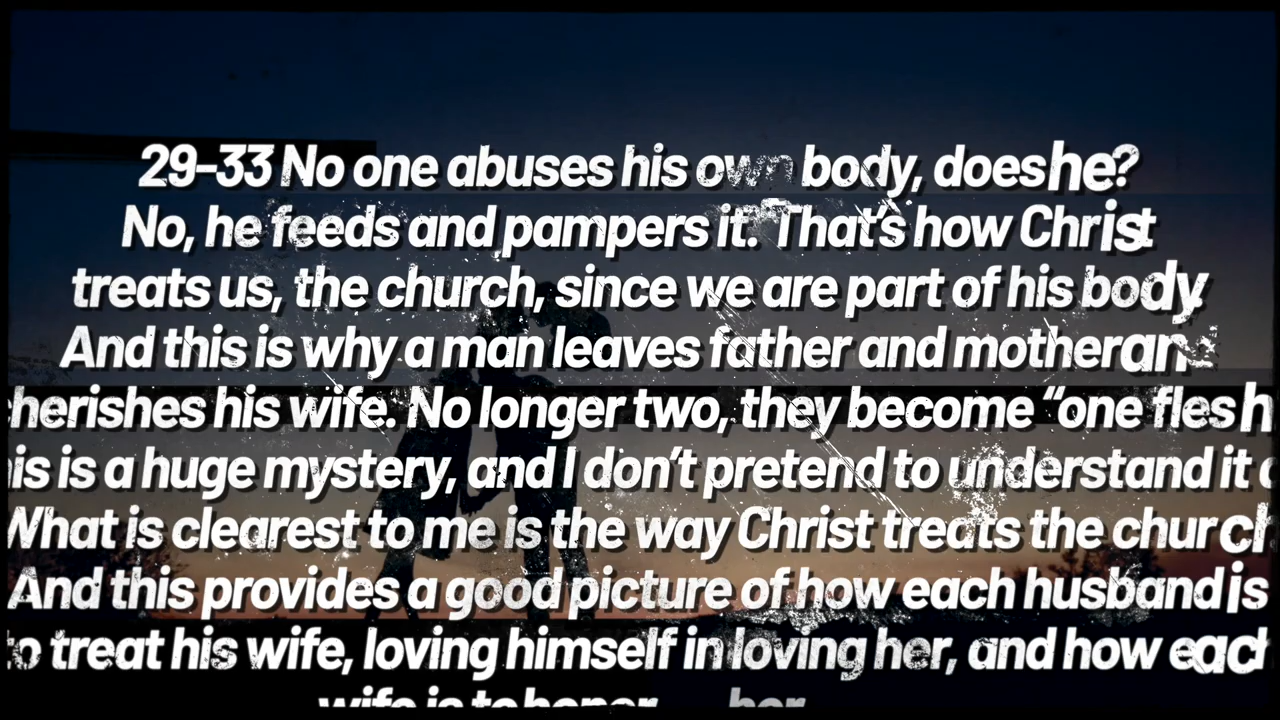 29-33 No one abuses his own body, does he?
No, he feeds and pampers it. That's how Christ
treats us, the church, since we are part of his body.
And this is why a man leaves father and mother an
herishes his wife. No longer two, they become “one flesh
is is a huge mystery, and I don't pretend to understand it
What is clearest to me is the way Christ treats the church
And this provides a good picture of how each husband is
to treat his wife, loving himself in loving her, and how each
wife is to honor her